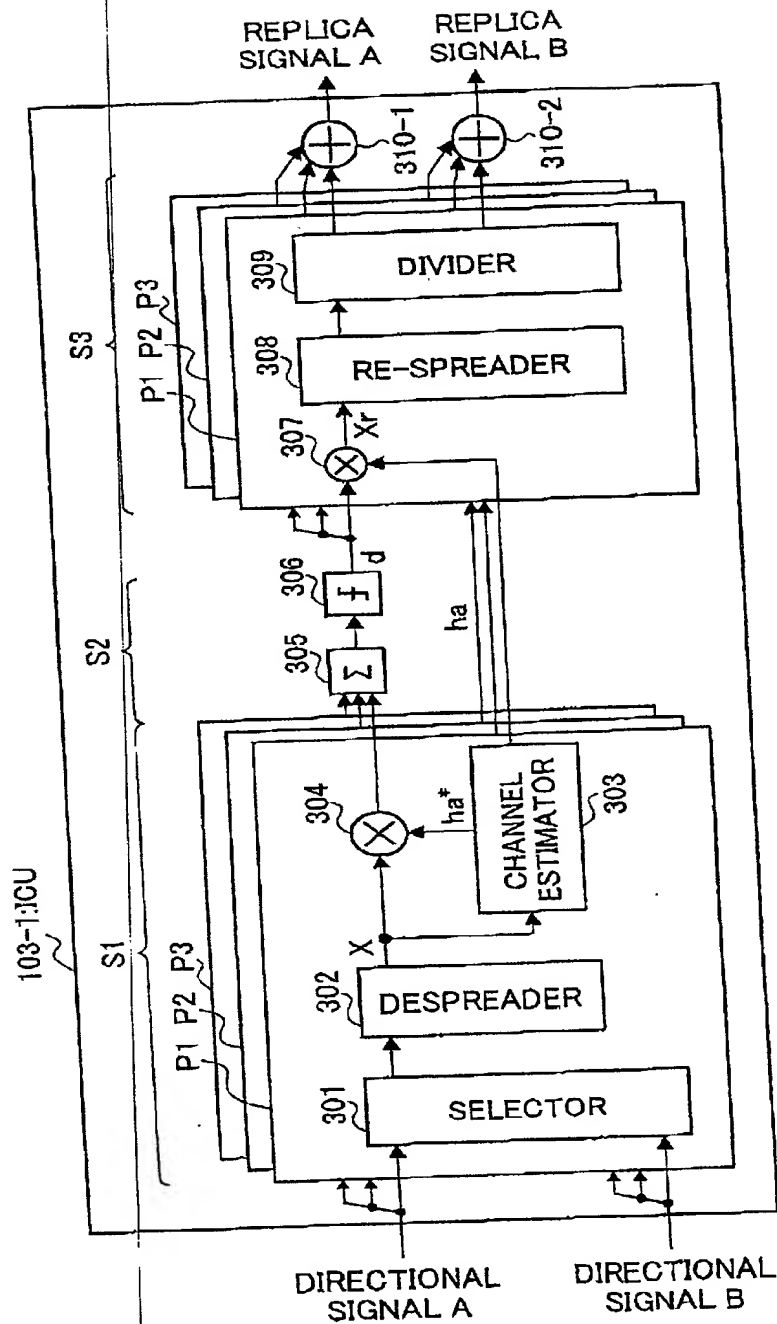 103-1:ICU
S1
S2
S3
P1 P2 P3
P1 P2 P3
DIRECTIONAL
SIGNAL A
DIRECTIONAL
SIGNAL B
301
SELECTOR
302
DESPREADER
X
304
ha*
CHANNEL
ESTIMATOR
303
305
Σ
306
d
ha
307
Xr
308
RE-SPREADER
309
DIVIDER
310-1
310-2
REPLICA
SIGNAL A
REPLICA
SIGNAL B